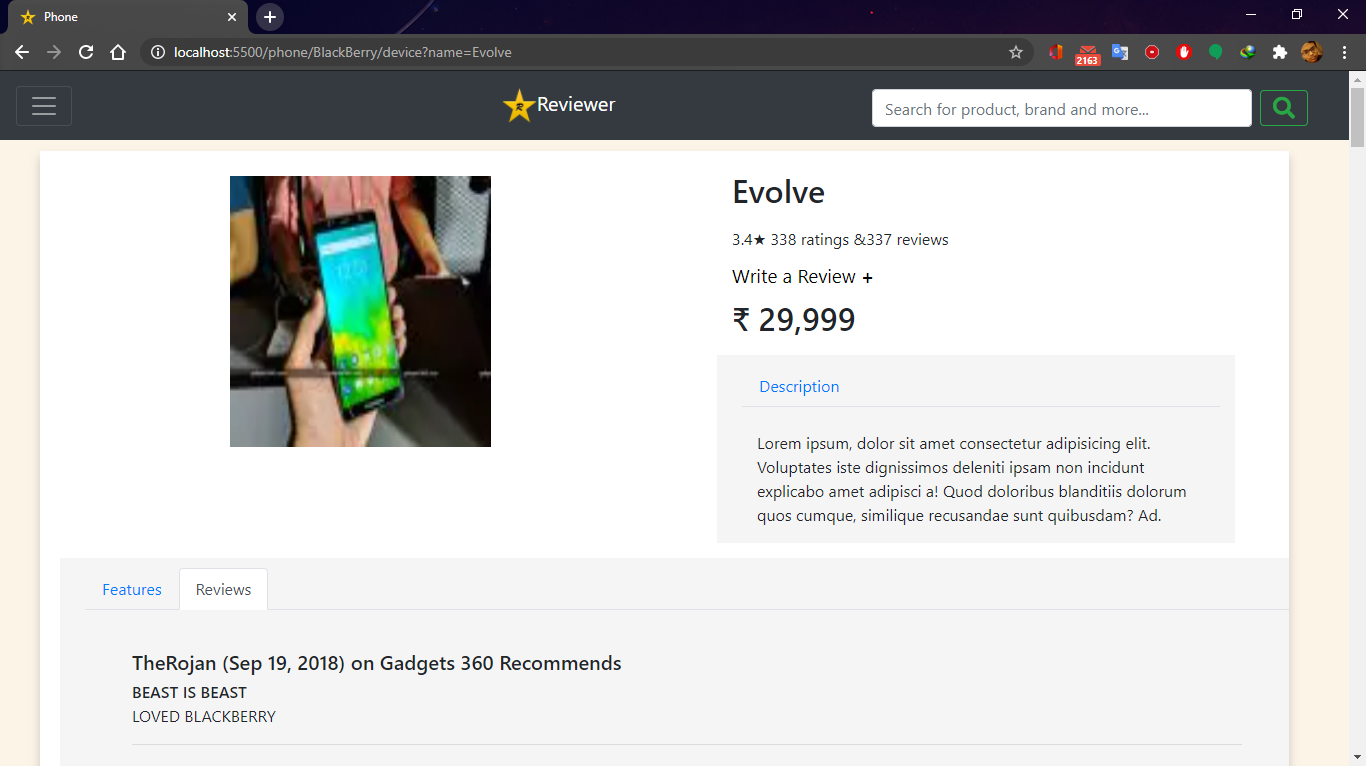 Phone
localhost:5500/phone/BlackBerry/device?name=Evolve
2163
Reviewer
Search for product, brand and more...
Evolve
3.4★ 338 ratings &337 reviews
Write a Review +
₹ 29,999
Description
Lorem ipsum, dolor sit amet consectetur adipisicing elit.
Voluptates iste dignissimos deleniti ipsam non incidunt
explicabo amet adipisci a! Quod doloribus blanditiis dolorum
quos cumque, similique recusandae sunt quibusdam? Ad.
Features Reviews
TheRojan (Sep 19, 2018) on Gadgets 360 Recommends
BEAST IS BEAST
LOVED BLACKBERRY